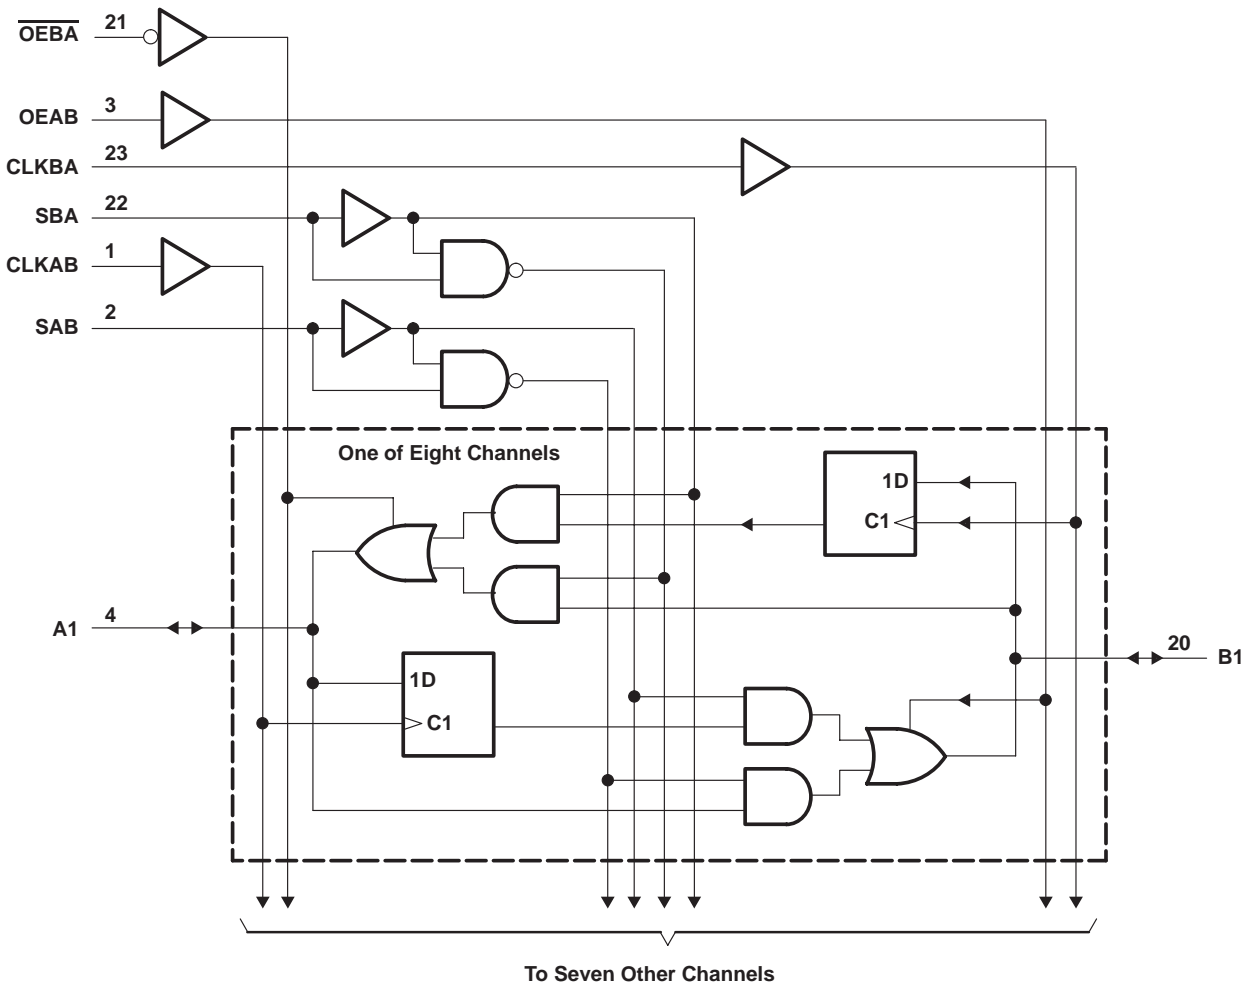 OEBA 21
OEAB 3
CLKBA 23
SBA 22
CLKAB 1
SAB 2
One of Eight Channels
1D
C1
A1 4
1D
C1
20 B1
To Seven Other Channels